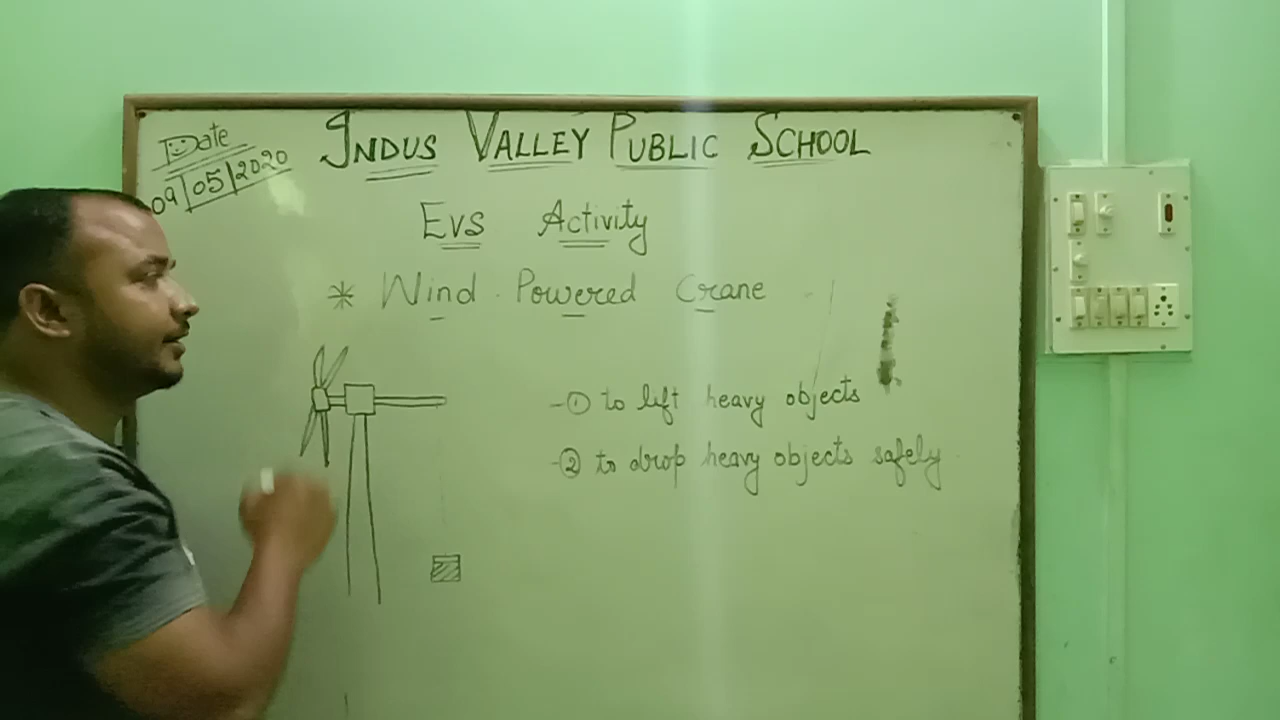 Date
09/05/2020
INDUS VALLEY PUBLIC SCHOOL
EVS Activity
* Wind Powered Crane
- ① to lift heavy objects
- ② to drop heavy objects safely